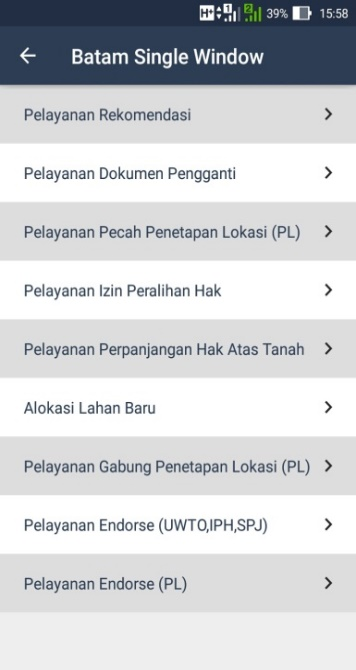 H+ 1 2 39% 15:58
Batam Single Window
Pelayanan Rekomendasi
Pelayanan Dokumen Pengganti
Pelayanan Pecah Penetapan Lokasi (PL)
Pelayanan Izin Peralihan Hak
Pelayanan Perpanjangan Hak Atas Tanah
Alokasi Lahan Baru
Pelayanan Gabung Penetapan Lokasi (PL)
Pelayanan Endorse (UWTO,IPH,SPJ)
Pelayanan Endorse (PL)